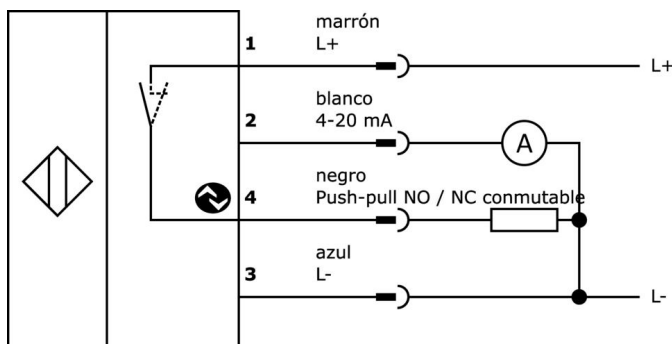 marrón
1
L+
L+
blanco
2
4-20 mA
A
negro
4
Push-pull NO / NC conmutable
azul
3
L-
L-